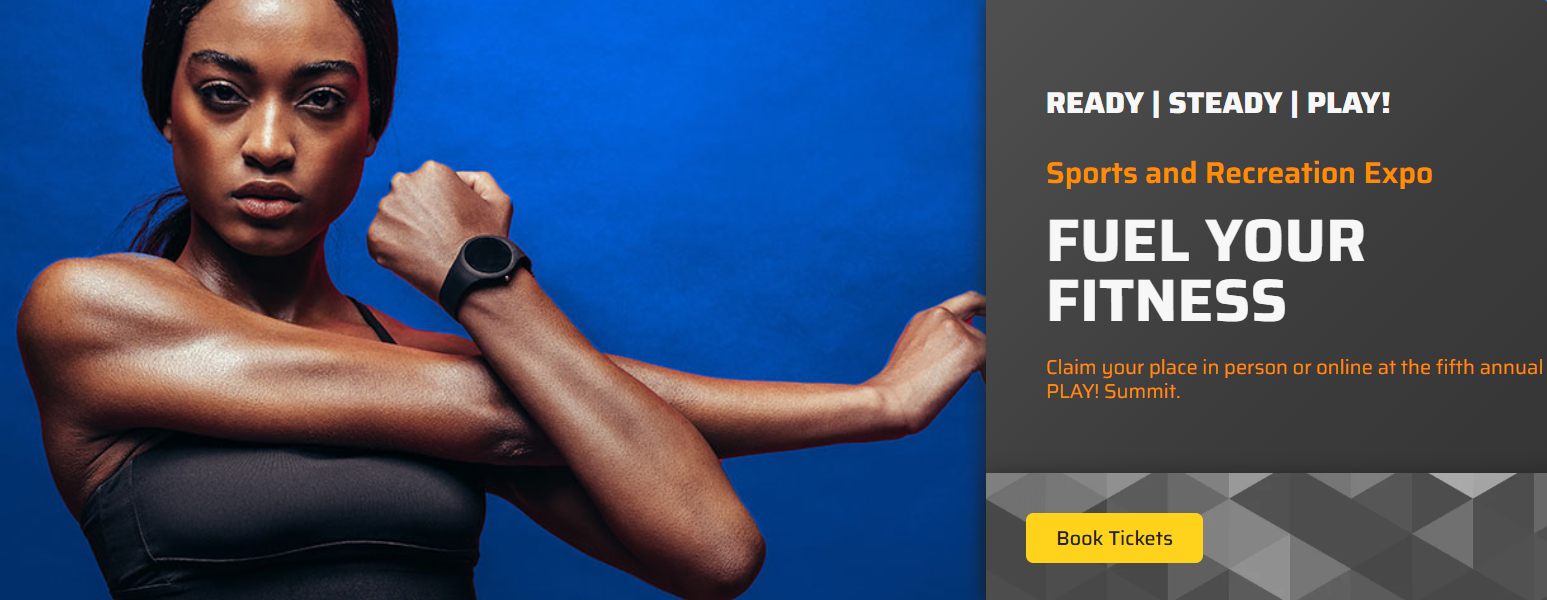 READY | STEADY | PLAY!
Sports and Recreation Expo
FUEL YOUR
FITNESS
Claim your place in person or online at the fifth annual
PLAY! Summit.
Book Tickets